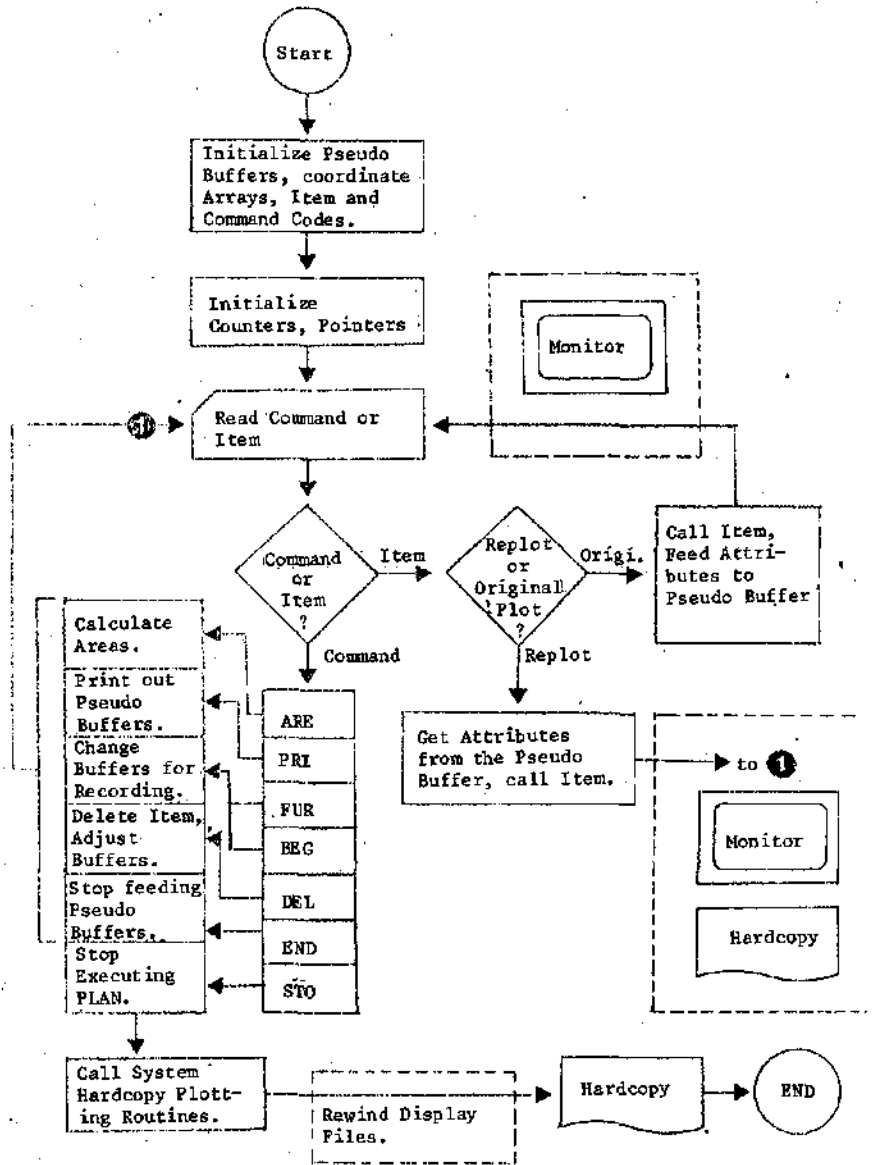 Start
Initialize Pseudo
Buffers, coordinate
Arrays, Item and
Command Codes.
Initialize
Counters, Pointers
Monitor
Read Command or
Item
Command
or
Item
?
Item
Replot
or
Original
Plot
?
Origi.
Call Item,
Feed Attri-
butes to
Pseudo Buffer
Command
Replot
Calculate
Areas.
Print out
Pseudo
Buffers.
Change
Buffers for
Recording.
Delete Item,
Adjust
Buffers.
Stop feeding
Pseudo
Buffers.
Stop
Executing
PLAN.
ARE
PRI
FUR
BEG
DEL
END
STO
Get Attributes
from the Pseudo
Buffer, call Item.
to 1
Monitor
Hardcopy
Call System
Hardcopy Plott-
ing Routines.
Rewind Display
Files.
Hardcopy
END